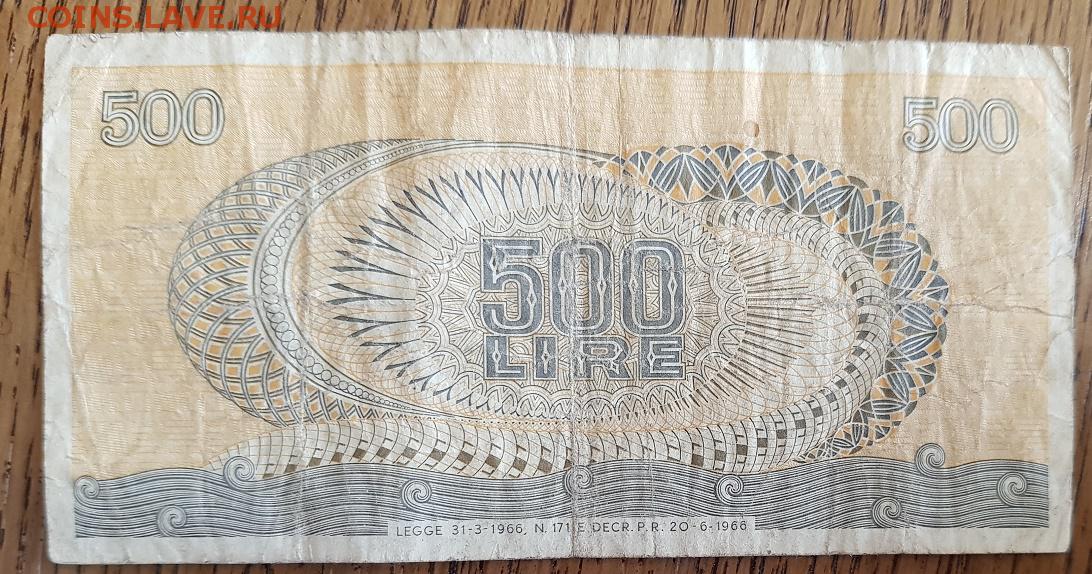 COINS.LAVE.RU
500 500
500
LIRE
LEGGE 31-3-1966, N. 171 E DECR. P. R. 20-6-1966